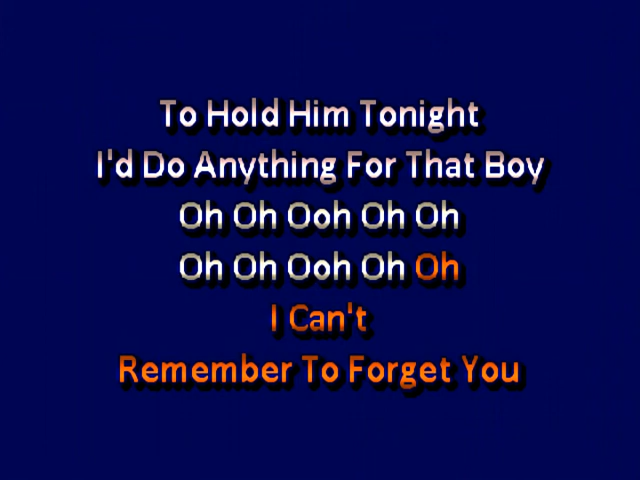 To Hold Him Tonight
I'd Do Anything For That Boy
Oh Oh Ooh Oh Oh
Oh Oh Ooh Oh Oh
I Can't
Remember To Forget You